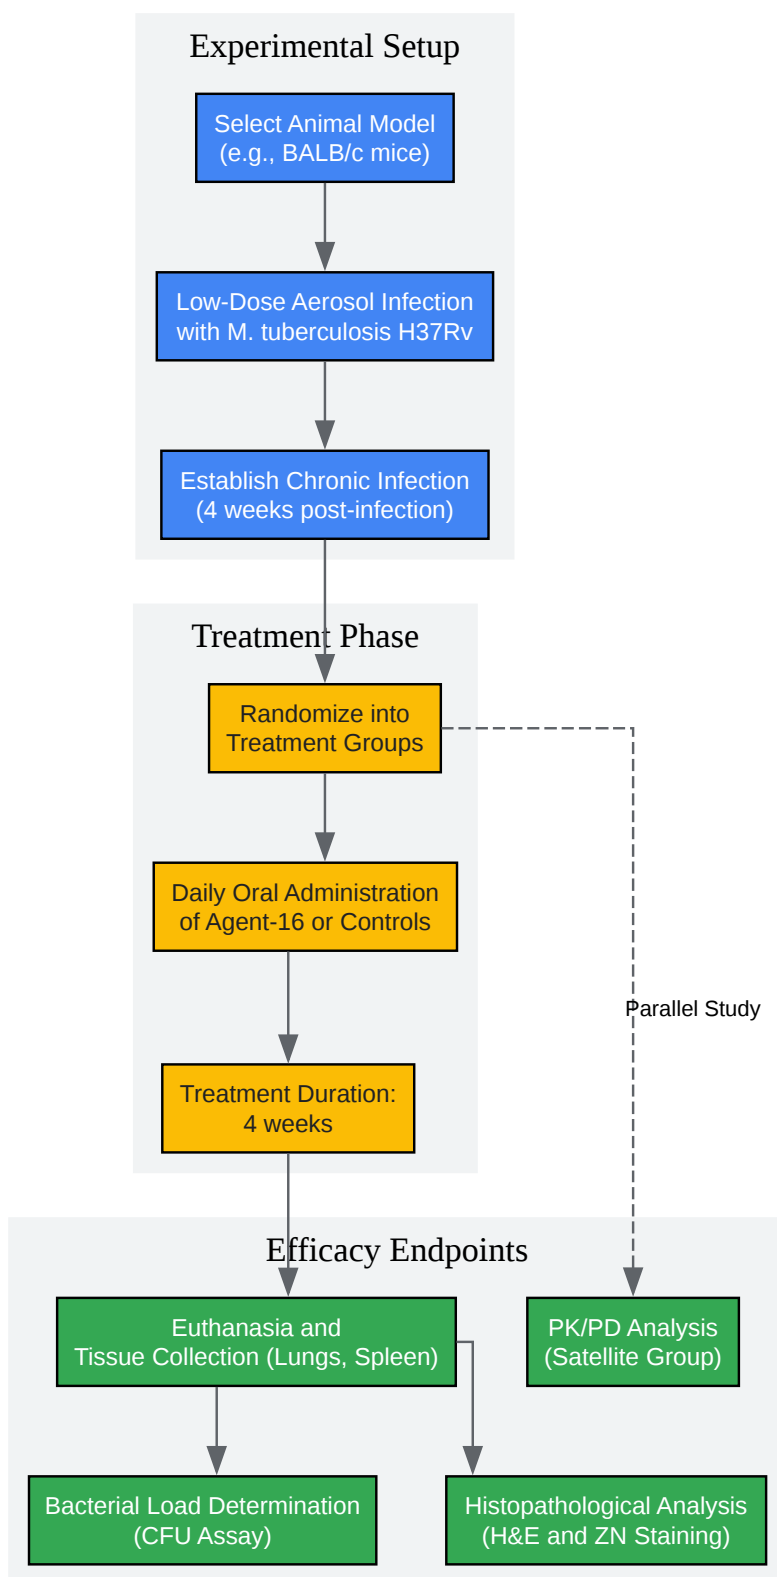 Experimental Setup
Select Animal Model
(e.g., BALB/c mice)
Low-Dose Aerosol Infection
with M. tuberculosis H37Rv
Establish Chronic Infection
(4 weeks post-infection)
Treatment Phase
Randomize into
Treatment Groups
Daily Oral Administration
of Agent-16 or Controls
Parallel Study
Treatment Duration:
4 weeks
Efficacy Endpoints
Euthanasia and
Tissue Collection (Lungs, Spleen)
PK/PD Analysis
(Satellite Group)
Bacterial Load Determination
(CFU Assay)
Histopathological Analysis
(H&E and ZN Staining)